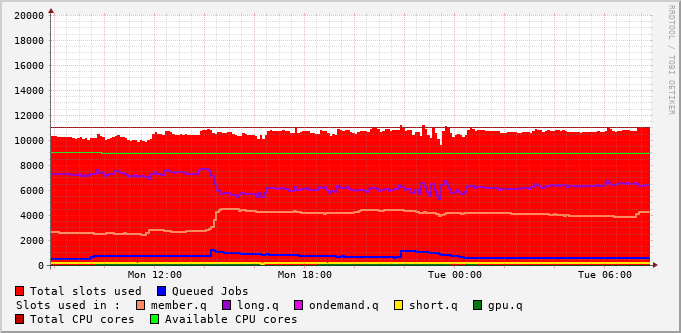 20000
18000
16000
14000
12000
10000
8000
6000
4000
2000
0
Mon 12:00 Mon 18:00 Tue 00:00 Tue 06:00
RRDTOOL / TOBI OETIKER
Total slots used Queued Jobs
Slots used in : member.q long.q ondemand.q short.q gpu.q
Total CPU cores Available CPU cores